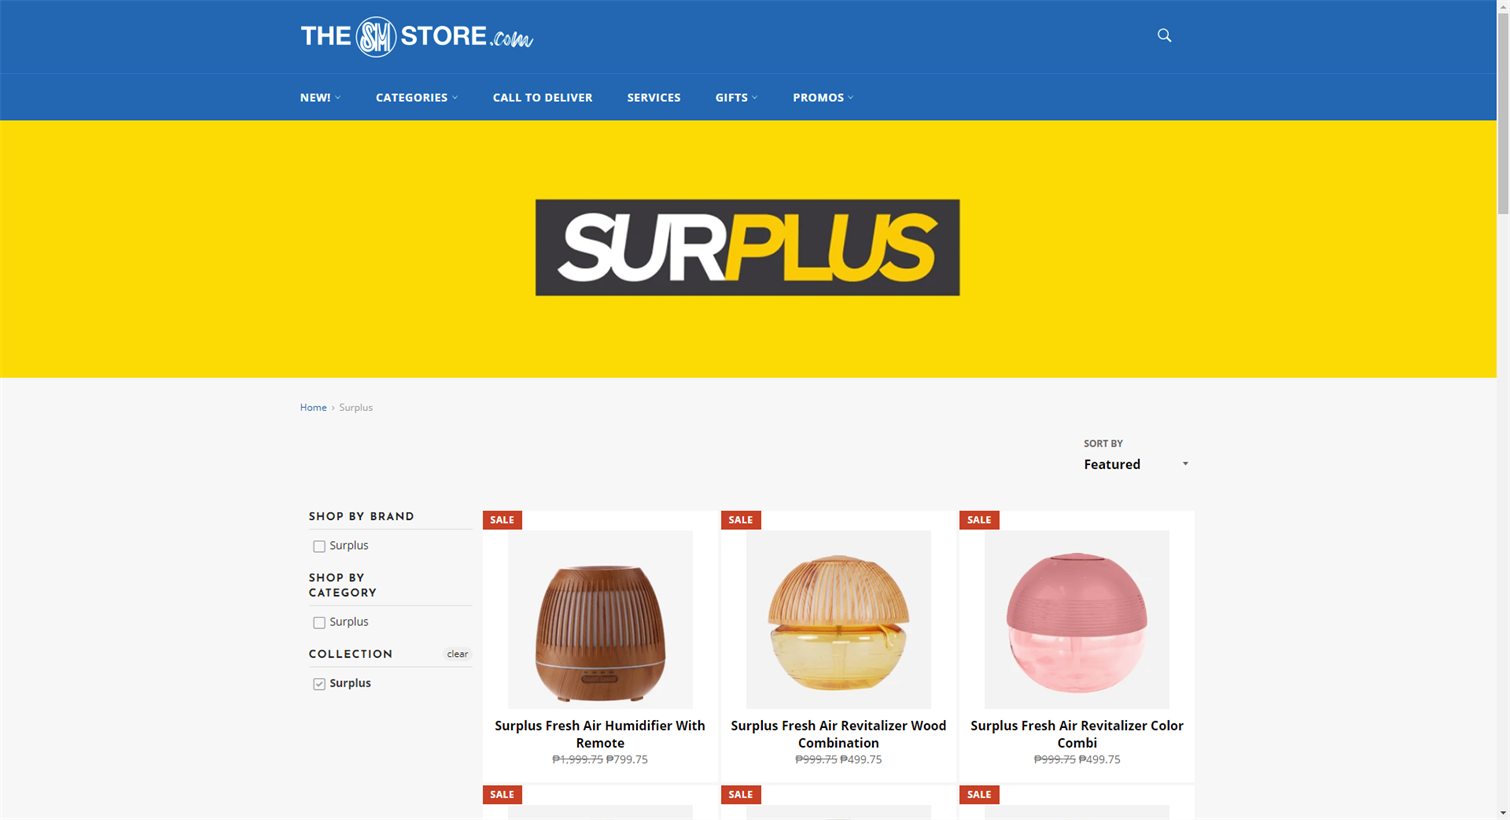 THE SM STORE.com
NEW!
CATEGORIES
CALL TO DELIVER
SERVICES
GIFTS
PROMOS
SURPLUS
Home › Surplus
SORT BY
Featured
SHOP BY BRAND
Surplus
SHOP BY
CATEGORY
Surplus
COLLECTION
clear
Surplus
SALE
Surplus Fresh Air Humidifier With
Remote
₱1,999.75 ₱799.75
SALE
Surplus Fresh Air Revitalizer Wood
Combination
₱999.75 ₱499.75
SALE
Surplus Fresh Air Revitalizer Color
Combi
₱999.75 ₱499.75
SALE
SALE
SALE